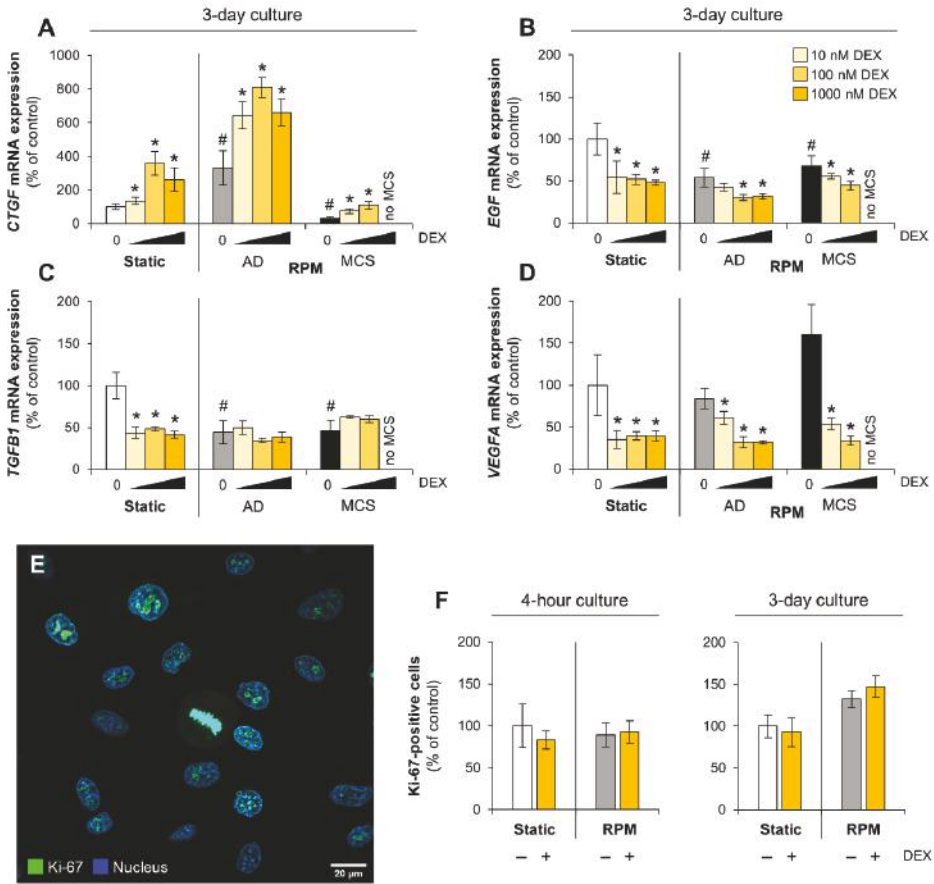 3-day culture
A
CTGF mRNA expression
(% of control)
1000
800
600
400
200
0
* * * # * * * # * * no MCS
0 0 0 DEX
Static AD RPM MCS
3-day culture
B
10 nM DEX
100 nM DEX
1000 nM DEX
EGF mRNA expression
(% of control)
200
150
100
50
0
* * * # * * # * * no MCS
0 0 0 DEX
Static AD RPM MCS
C
TGFB1 mRNA expression
(% of control)
200
150
100
50
0
* * * # # no MCS
0 0 0 DEX
Static AD MCS
D
VEGFA mRNA expression
(% of control)
200
150
100
50
0
* * * * * * * * no MCS
0 0 0 DEX
Static AD RPM MCS
E
Ki-67 Nucleus
20 µm
F
4-hour culture
Ki-67-positive cells
(% of control)
200
150
100
50
0
Static RPM
– + – +
3-day culture
200
150
100
50
0
Static RPM
– + – + DEX